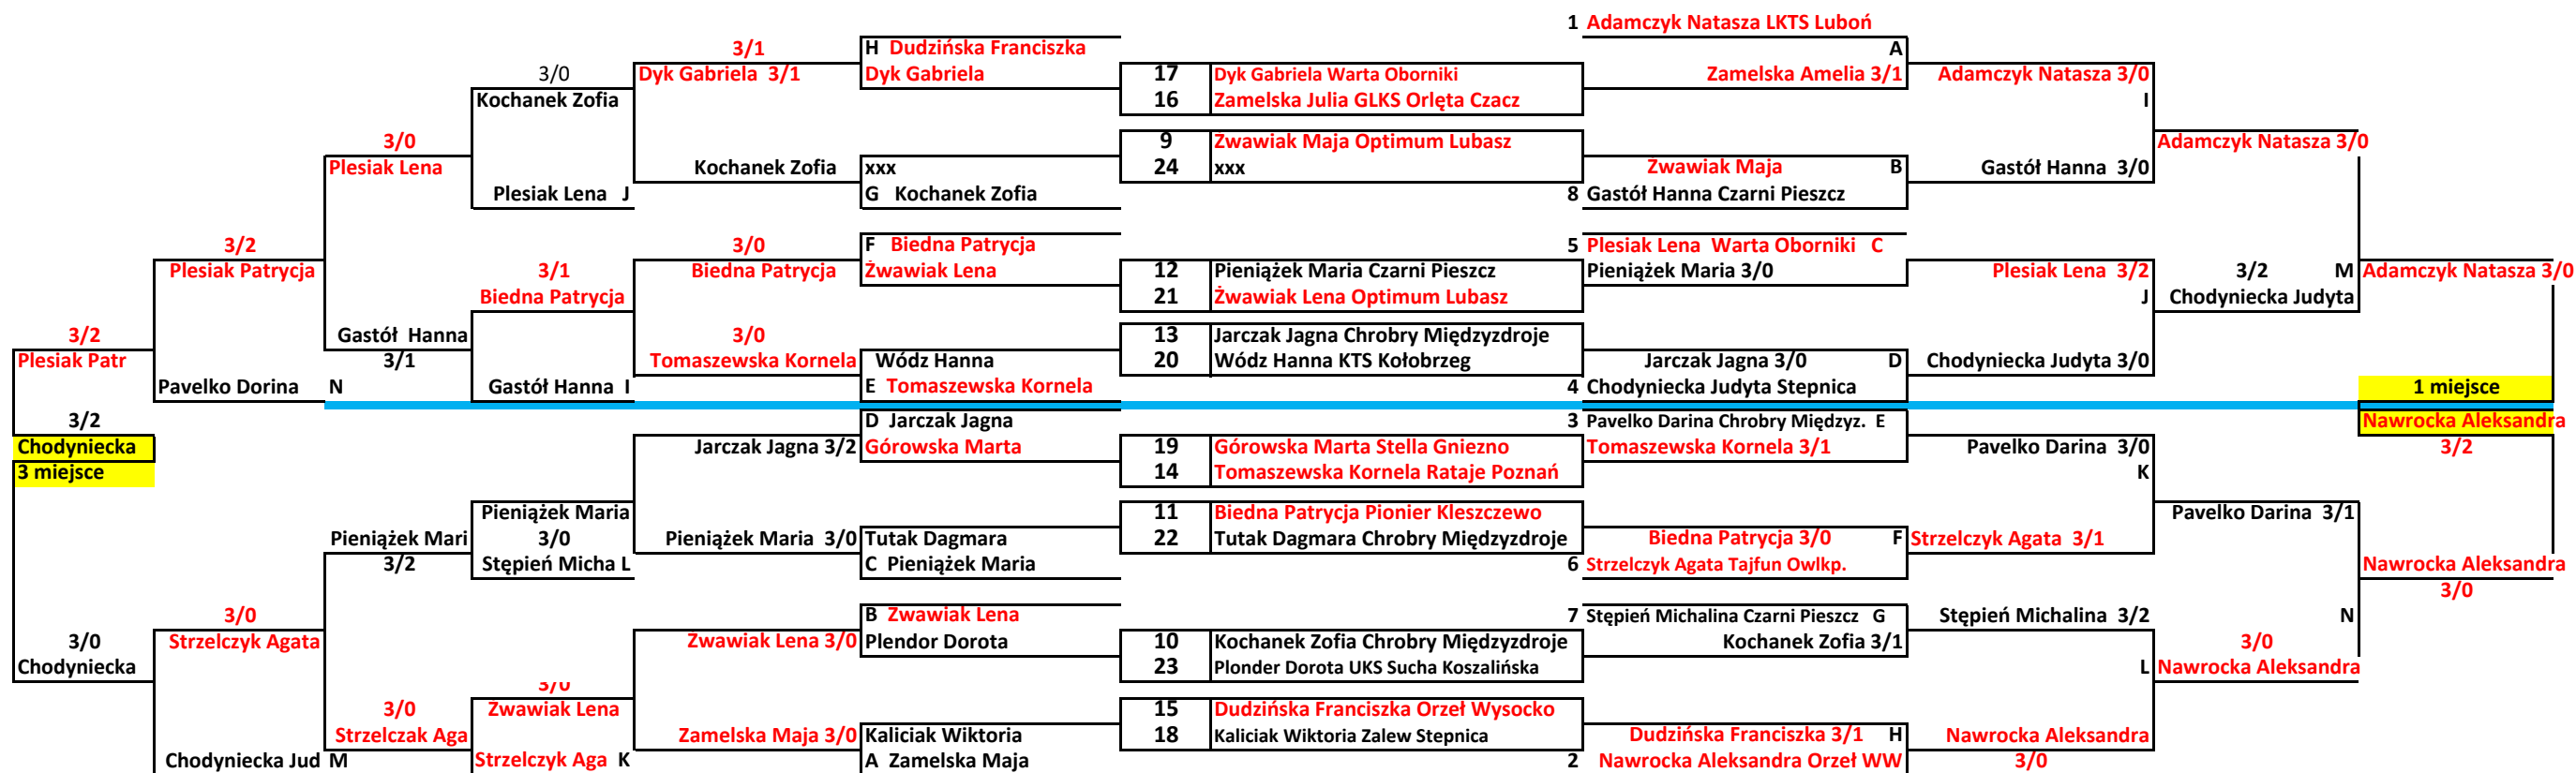 1 Adamczyk Natasza LKTS Luboń
3/1 H Dudzińska Franciszka A
3/0 Dyk Gabriela 3/1 Dyk Gabriela 17 Dyk Gabriela Warta Oborniki Zamelska Amelia 3/1 Adamczyk Natasza 3/0
Kochanek Zofia 16 Zamelska Julia GLKS Orlęta Czacz I
3/0 9 Zwawiak Maja Optimum Lubasz Adamczyk Natasza 3/0
Plesiak Lena Kochanek Zofia xxx 24 xxx Zwawiak Maja B Gastół Hanna 3/0
Plesiak Lena J G Kochanek Zofia 8 Gastół Hanna Czarni Pieszcz
3/2 3/0 F Biedna Patrycja 5 Plesiak Lena Warta Oborniki C
Plesiak Patrycja 3/1 Biedna Patrycja Żwawiak Lena 12 Pieniążek Maria Czarni Pieszcz Pieniążek Maria 3/0 Plesiak Lena 3/2 3/2 M Adamczyk Natasza 3/0
Biedna Patrycja 21 Żwawiak Lena Optimum Lubasz J Chodyniecka Judyta
3/2 Gastół Hanna 3/0 13 Jarczak Jagna Chrobry Międzyzdroje
Plesiak Patr 3/1 Tomaszewska Kornela Wódz Hanna 20 Wódz Hanna KTS Kołobrzeg Jarczak Jagna 3/0 D Chodyniecka Judyta 3/0
Pavelko Dorina N Gastół Hanna I E Tomaszewska Kornela 4 Chodyniecka Judyta Stepnica 1 miejsce
3/2 D Jarczak Jagna 3 Pavelko Darina Chrobry Międzyz. E Nawrocka Aleksandra
Chodyniecka Jarczak Jagna 3/2 Górowska Marta 19 Górowska Marta Stella Gniezno Tomaszewska Kornela 3/1 Pavelko Darina 3/0 3/2
3 miejsce 14 Tomaszewska Kornela Rataje Poznań K
Pieniążek Maria 11 Biedna Patrycja Pionier Kleszczewo Pavelko Darina 3/1
Pieniążek Mari 3/0 Pieniążek Maria 3/0 Tutak Dagmara 22 Tutak Dagmara Chrobry Międzyzdroje Biedna Patrycja 3/0 F Strzelczyk Agata 3/1
3/2 Stępień Micha L C Pieniążek Maria 6 Strzelczyk Agata Tajfun Owlkp. Nawrocka Aleksandra
3/0
3/0 B Zwawiak Lena 7 Stępień Michalina Czarni Pieszcz G Stępień Michalina 3/2 N
3/0 Strzelczyk Agata Zwawiak Lena 3/0 Plendor Dorota 10 Kochanek Zofia Chrobry Międzyzdroje Kochanek Zofia 3/1 3/0
Chodyniecka 23 Plonder Dorota UKS Sucha Koszalińska L Nawrocka Aleksandra
3/0
3/0 Zwawiak Lena 15 Dudzińska Franciszka Orzeł Wysocko
Strzelczak Aga Zamelska Maja 3/0 Kaliciak Wiktoria 18 Kaliciak Wiktoria Zalew Stepnica Dudzińska Franciszka 3/1 H Nawrocka Aleksandra
Chodyniecka Jud M Strzelczyk Aga K A Zamelska Maja 2 Nawrocka Aleksandra Orzeł WW 3/0